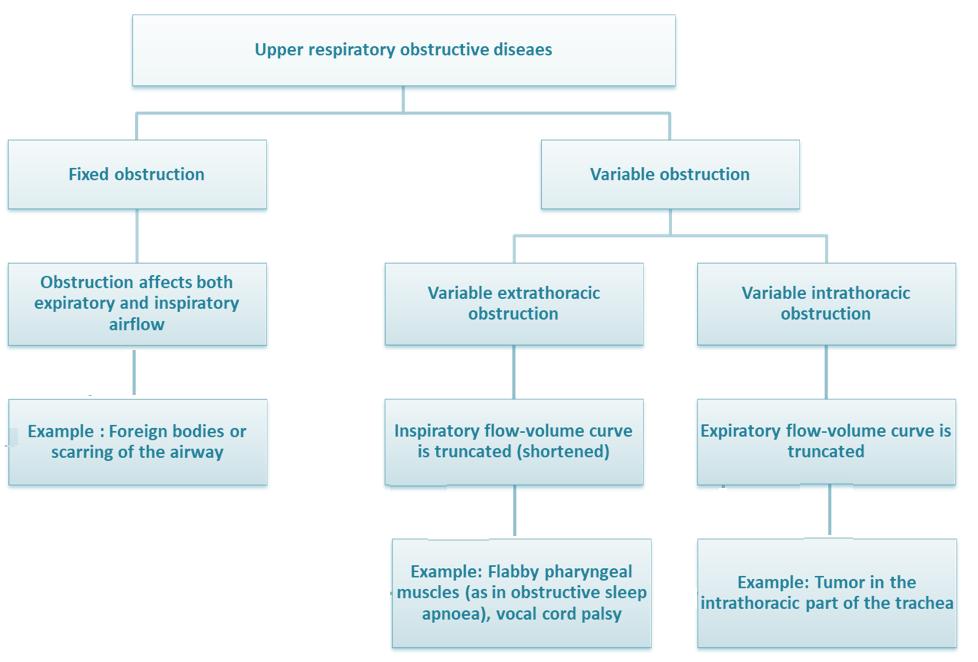 Upper respiratory obstructive diseaes
Fixed obstruction
Variable obstruction
Obstruction affects both
expiratory and inspiratory
airflow
Variable extrathoracic
obstruction
Variable intrathoracic
obstruction
Example : Foreign bodies or
scarring of the airway
Inspiratory flow-volume curve
is truncated (shortened)
Expiratory flow-volume curve is
truncated
Example: Flabby pharyngeal
muscles (as in obstructive sleep
apnoea), vocal cord palsy
Example: Tumor in the
intrathoracic part of the trachea